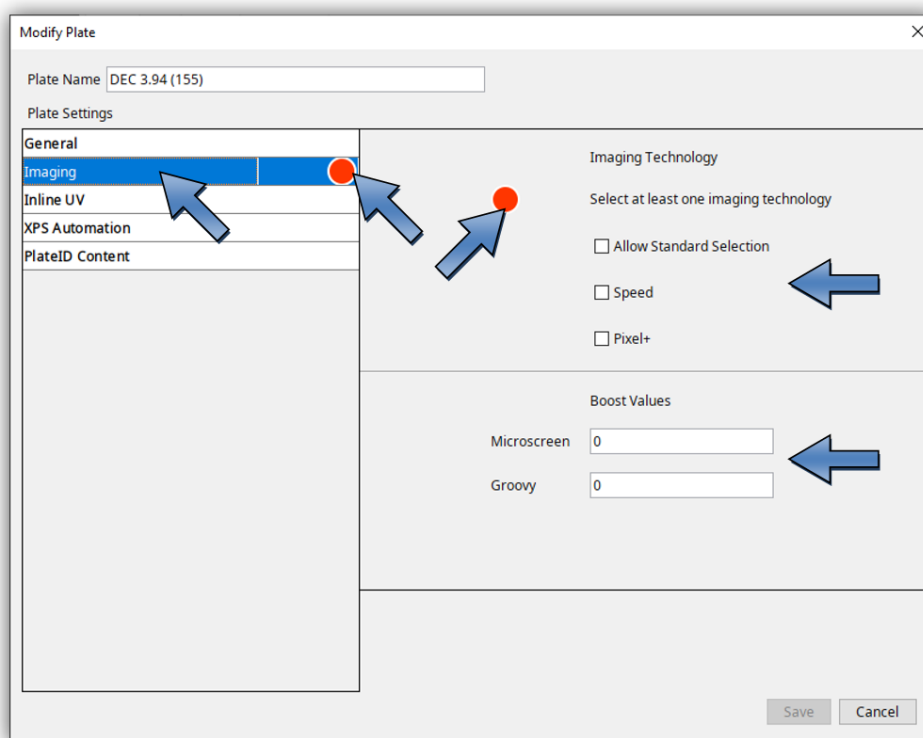 Modify Plate
Plate Name DEC 3.94 (155)
Plate Settings
General
Imaging
Inline UV
XPS Automation
PlateID Content
Imaging Technology
Select at least one imaging technology
Allow Standard Selection
Speed
Pixel+
Boost Values
Microscreen 0
Groovy 0
Save Cancel